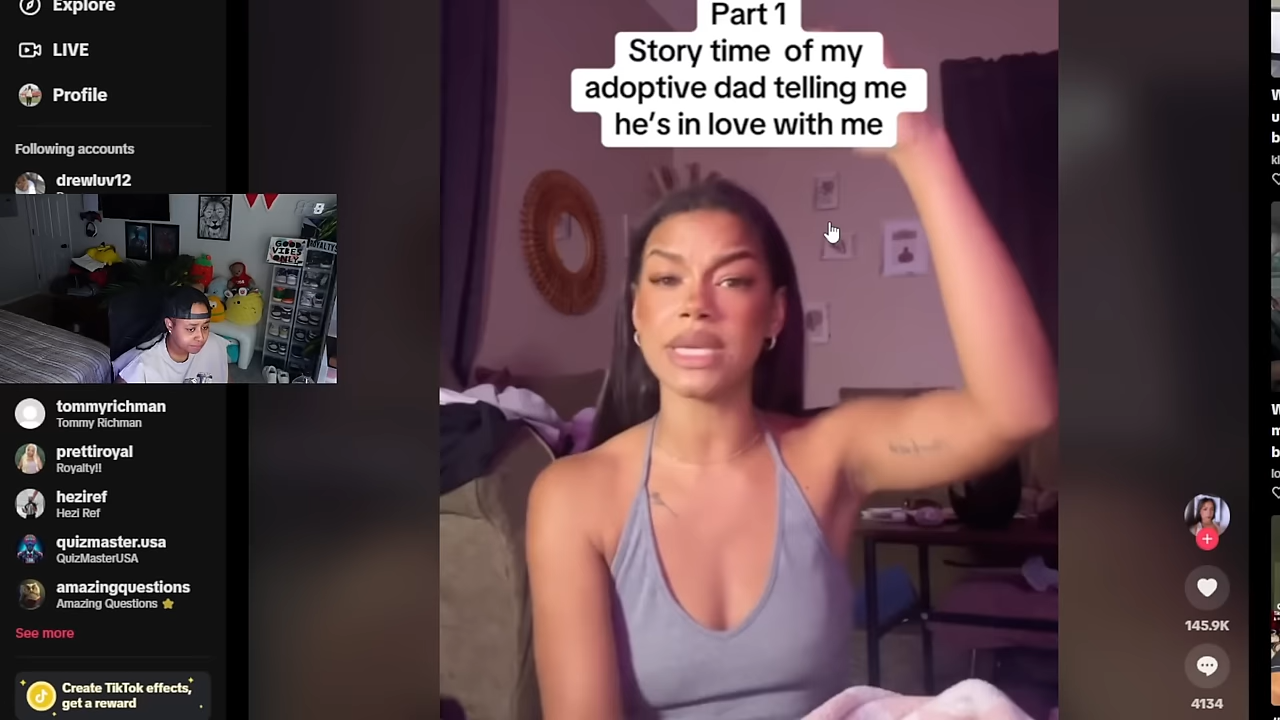 Explore
LIVE
Profile
Following accounts
drewluv12
GOOD
VIBES
ONLY
tommyrichman
Tommy Richman
prettiroyal
Royalty!!
heziref
Hezi Ref
quizmaster.usa
QuizMasterUSA
amazingquestions
Amazing Questions
See more
Create TikTok effects,
get a reward
Part 1
Story time of my
adoptive dad telling me
he's in love with me
145.9K
4134